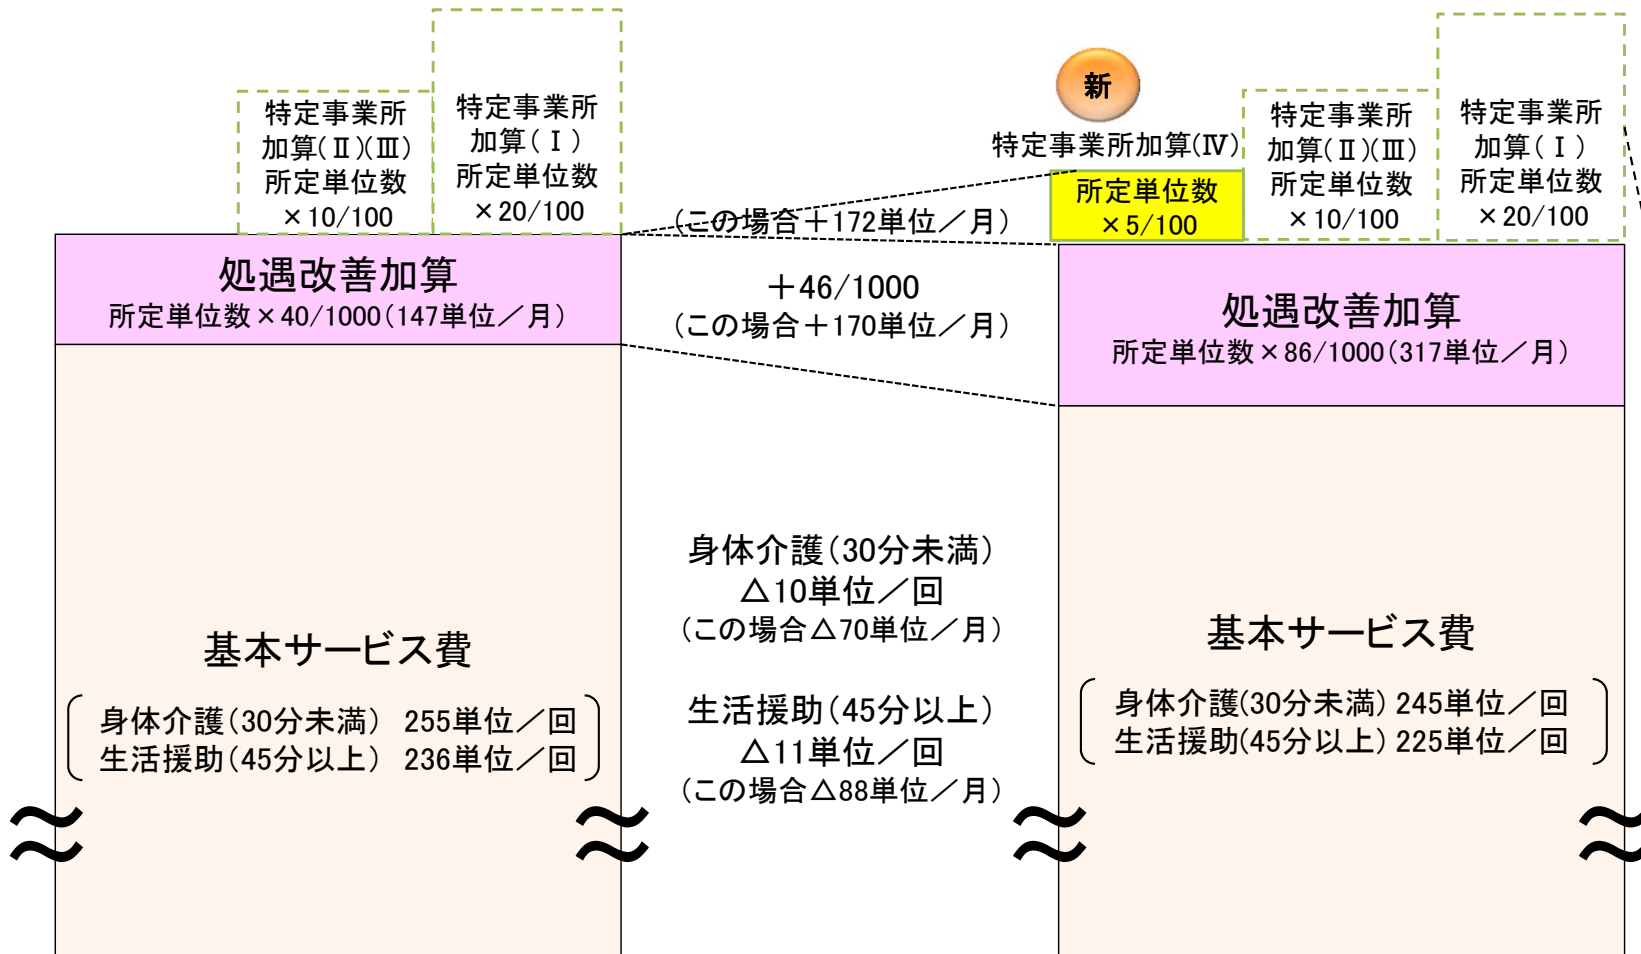 特定事業所
加算(Ⅱ)(Ⅲ)
所定単位数
×10/100
特定事業所
加算(Ⅰ)
所定単位数
×20/100
処遇改善加算
所定単位数×40/1000(147単位／月)
基本サービス費
身体介護(30分未満) 255単位／回
生活援助(45分以上) 236単位／回
(この場合＋172単位／月)
＋46/1000
(この場合＋170単位／月)
身体介護(30分未満)
△10単位／回
(この場合△70単位／月)
生活援助(45分以上)
△11単位／回
(この場合△88単位／月)
新
特定事業所加算(Ⅳ)
所定単位数
×5/100
特定事業所
加算(Ⅱ)(Ⅲ)
所定単位数
×10/100
特定事業所
加算(Ⅰ)
所定単位数
×20/100
処遇改善加算
所定単位数×86/1000(317単位／月)
基本サービス費
身体介護(30分未満) 245単位／回
生活援助(45分以上) 225単位／回